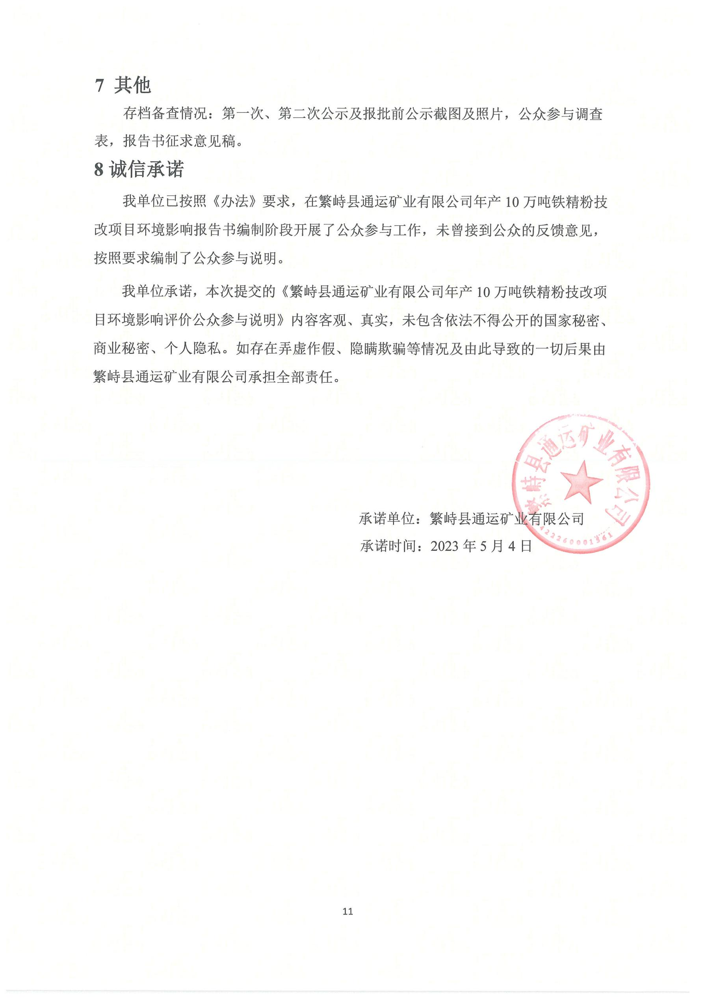 7 其他
存档备查情况：第一次、第二次公示及报批前公示截图及照片，公众参与调查
表，报告书征求意见稿。
8 诚信承诺
我单位已按照《办法》要求，在繁峙县通运矿业有限公司年产 10 万吨铁精粉技
改项目环境影响报告书编制阶段开展了公众参与工作，未曾接到公众的反馈意见，
按照要求编制了公众参与说明。
我单位承诺，本次提交的《繁峙县通运矿业有限公司年产 10 万吨铁精粉技改项
目环境影响评价公众参与说明》内容客观、真实，未包含依法不得公开的国家秘密、
商业秘密、个人隐私。如存在弄虚作假、隐瞒欺骗等情况及由此导致的一切后果由
繁峙县通运矿业有限公司承担全部责任。
繁峙县通运矿业有限公司
承诺单位：繁峙县通运矿业有限公司
承诺时间：2023 年 5 月 4 日
11